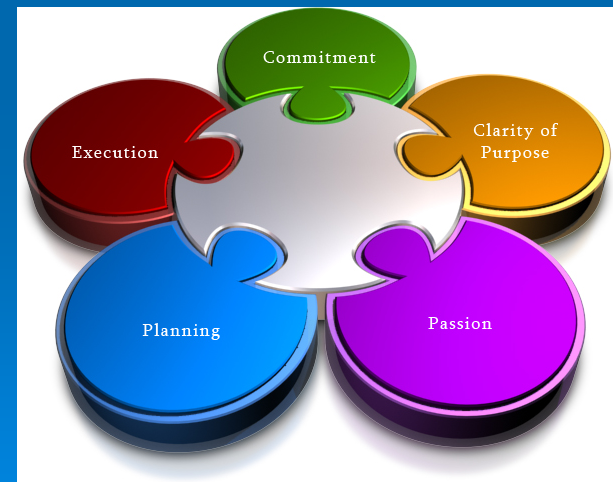 Commitment
Clarity of
Purpose
Execution
Planning
Passion